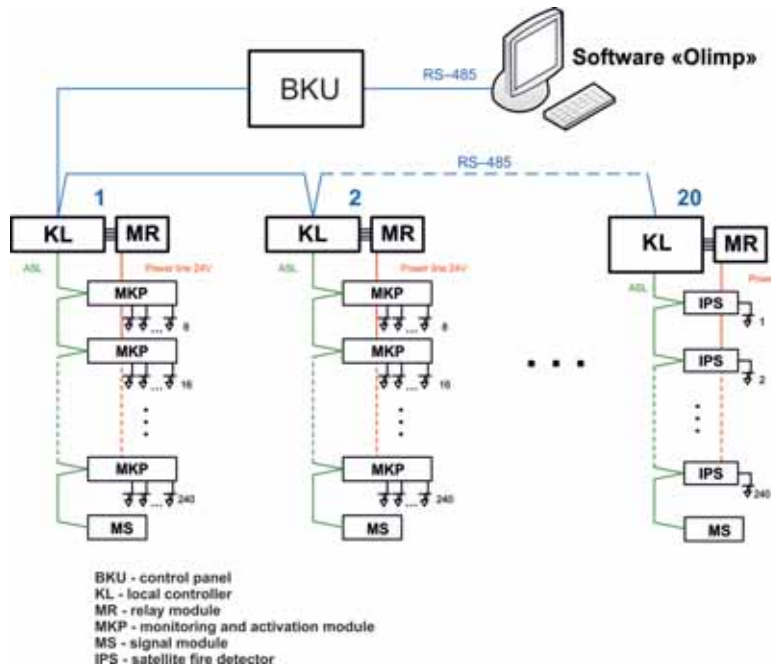 Software «Olimp»
BKU
RS–485
RS–485
1
2
20
KL
MR
KL
MR
KL
MR
ASL
Power line 24V
ASL
Power line 24V
ASL
Power
MKP
MKP
IPS
... 8
... 8
1
MKP
MKP
IPS
... 16
... 16
2
. . .
MKP
MKP
IPS
... 240
... 240
240
MS
MS
MS
BKU - control panel
KL - local controller
MR - relay module
MKP - monitoring and activation module
MS - signal module
IPS - satellite fire detector